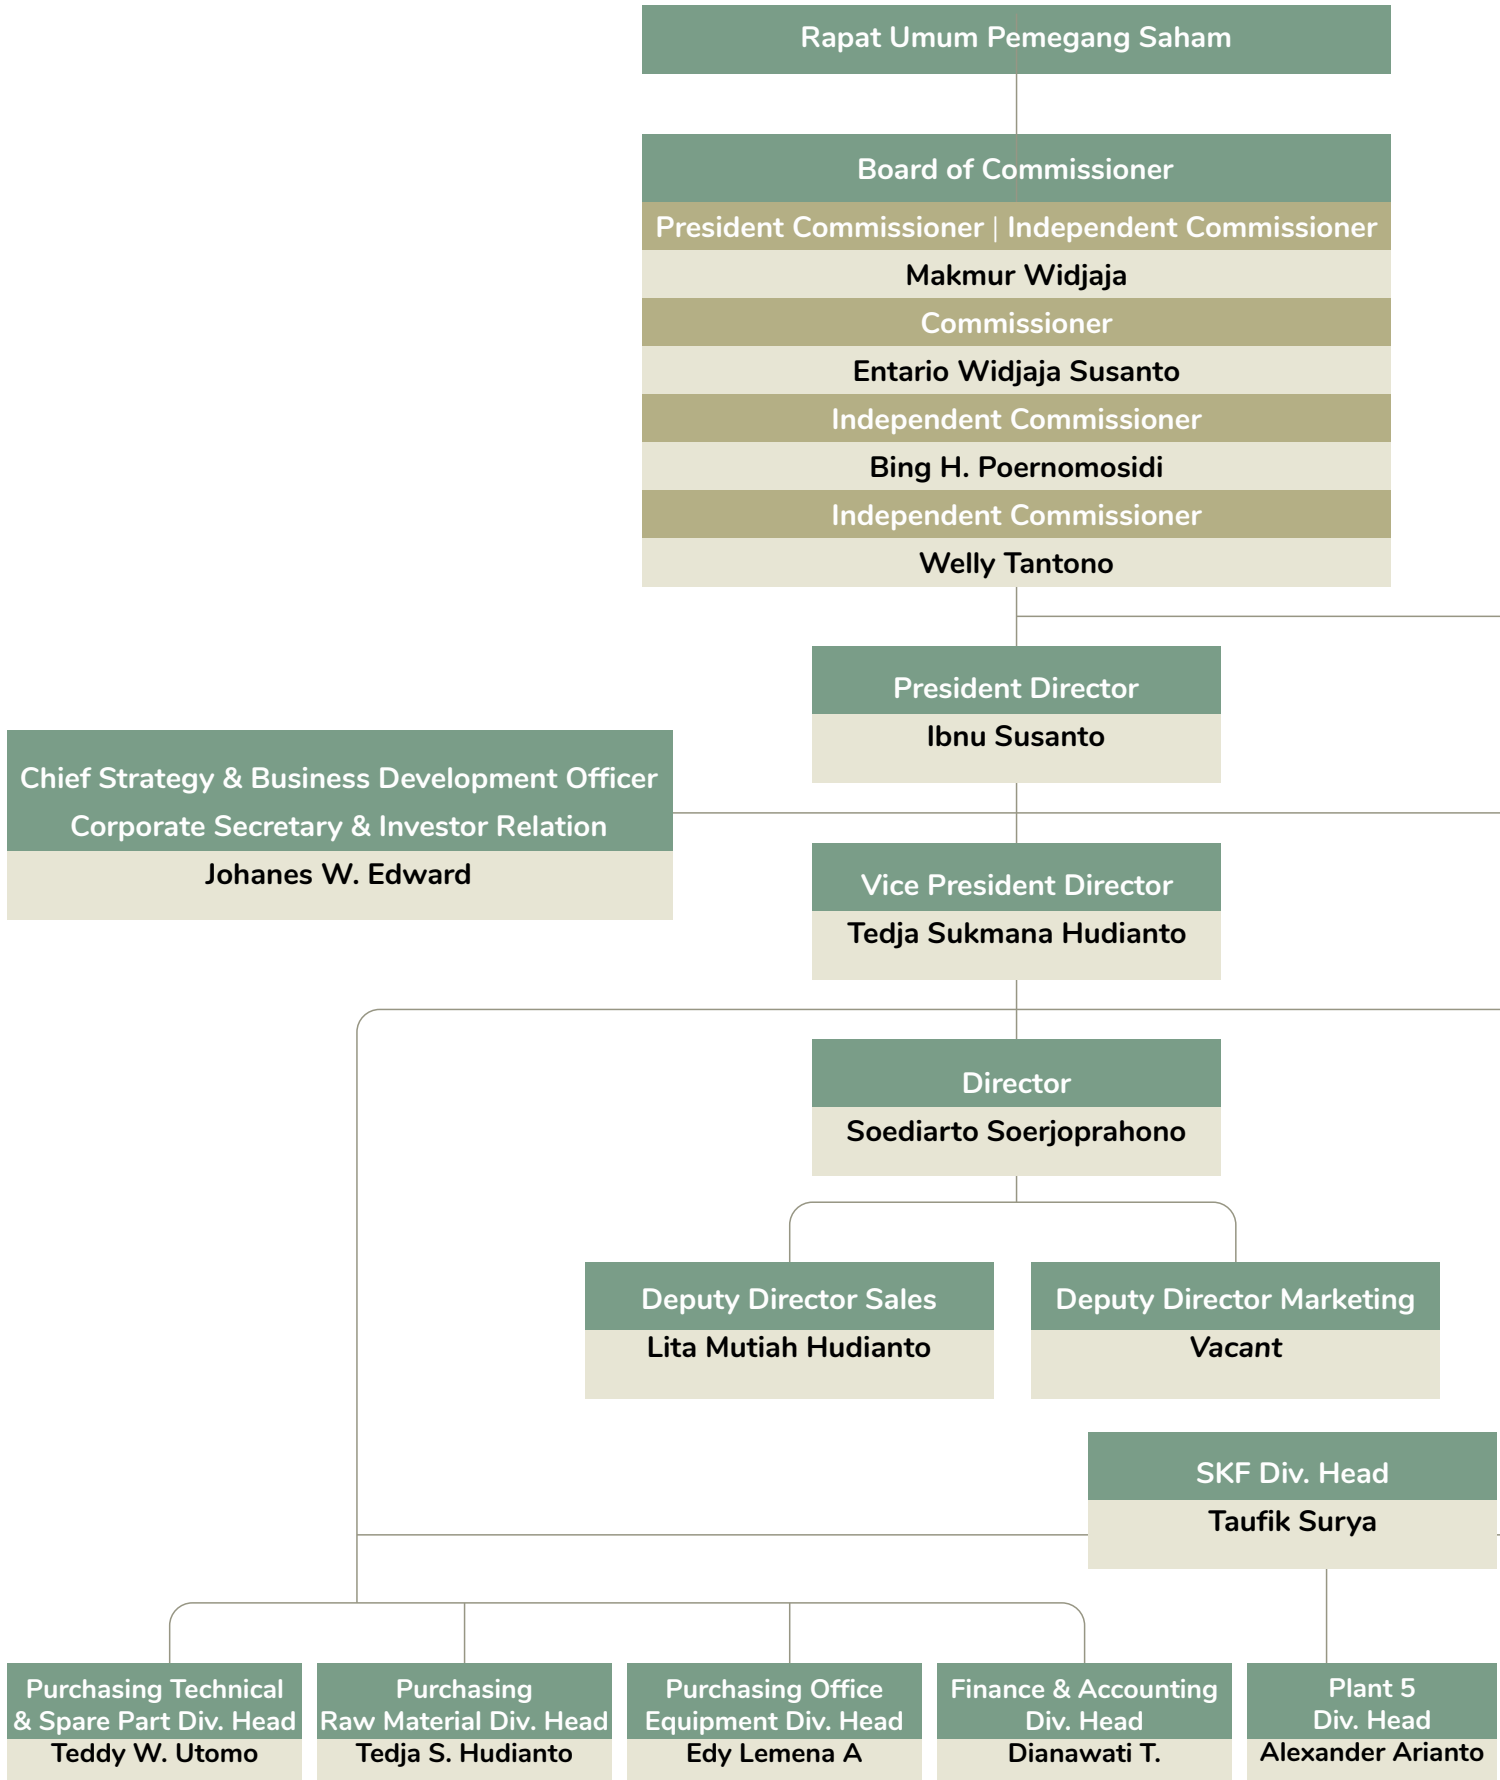 Rapat Umum Pemegang Saham
Board of Commissioner
President Commissioner | Independent Commissioner
Makmur Widjaja
Commissioner
Entario Widjaja Susanto
Independent Commissioner
Bing H. Poernomosidi
Independent Commissioner
Welly Tantono
President Director
Ibnu Susanto
Chief Strategy & Business Development Officer
Corporate Secretary & Investor Relation
Johanes W. Edward
Vice President Director
Tedja Sukmana Hudianto
Director
Soediarto Soerjoprahono
Deputy Director Sales
Lita Mutiah Hudianto
Deputy Director Marketing
Vacant
SKF Div. Head
Taufik Surya
Purchasing Technical
& Spare Part Div. Head
Teddy W. Utomo
Purchasing
Raw Material Div. Head
Tedja S. Hudianto
Purchasing Office
Equipment Div. Head
Edy Lemena A
Finance & Accounting
Div. Head
Dianawati T.
Plant 5
Div. Head
Alexander Arianto